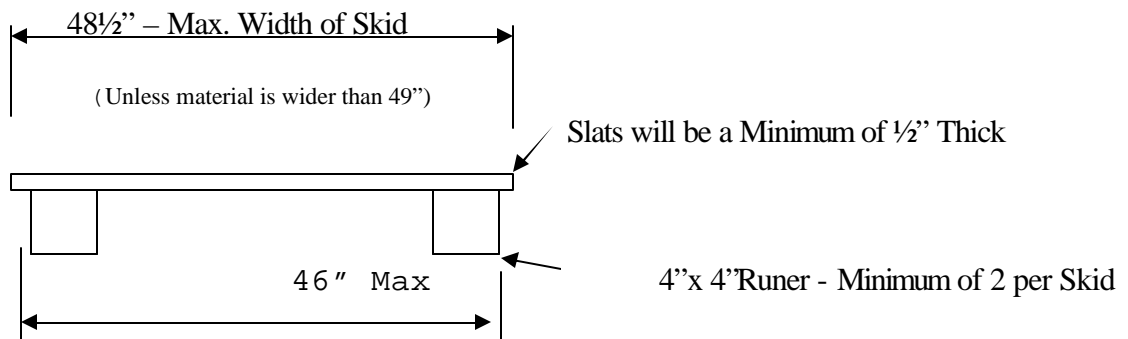 48½” – Max. Width of Skid
(Unless material is wider than 49”)
Slats will be a Minimum of ½” Thick
46″ Max
4”x 4”Runer - Minimum of 2 per Skid